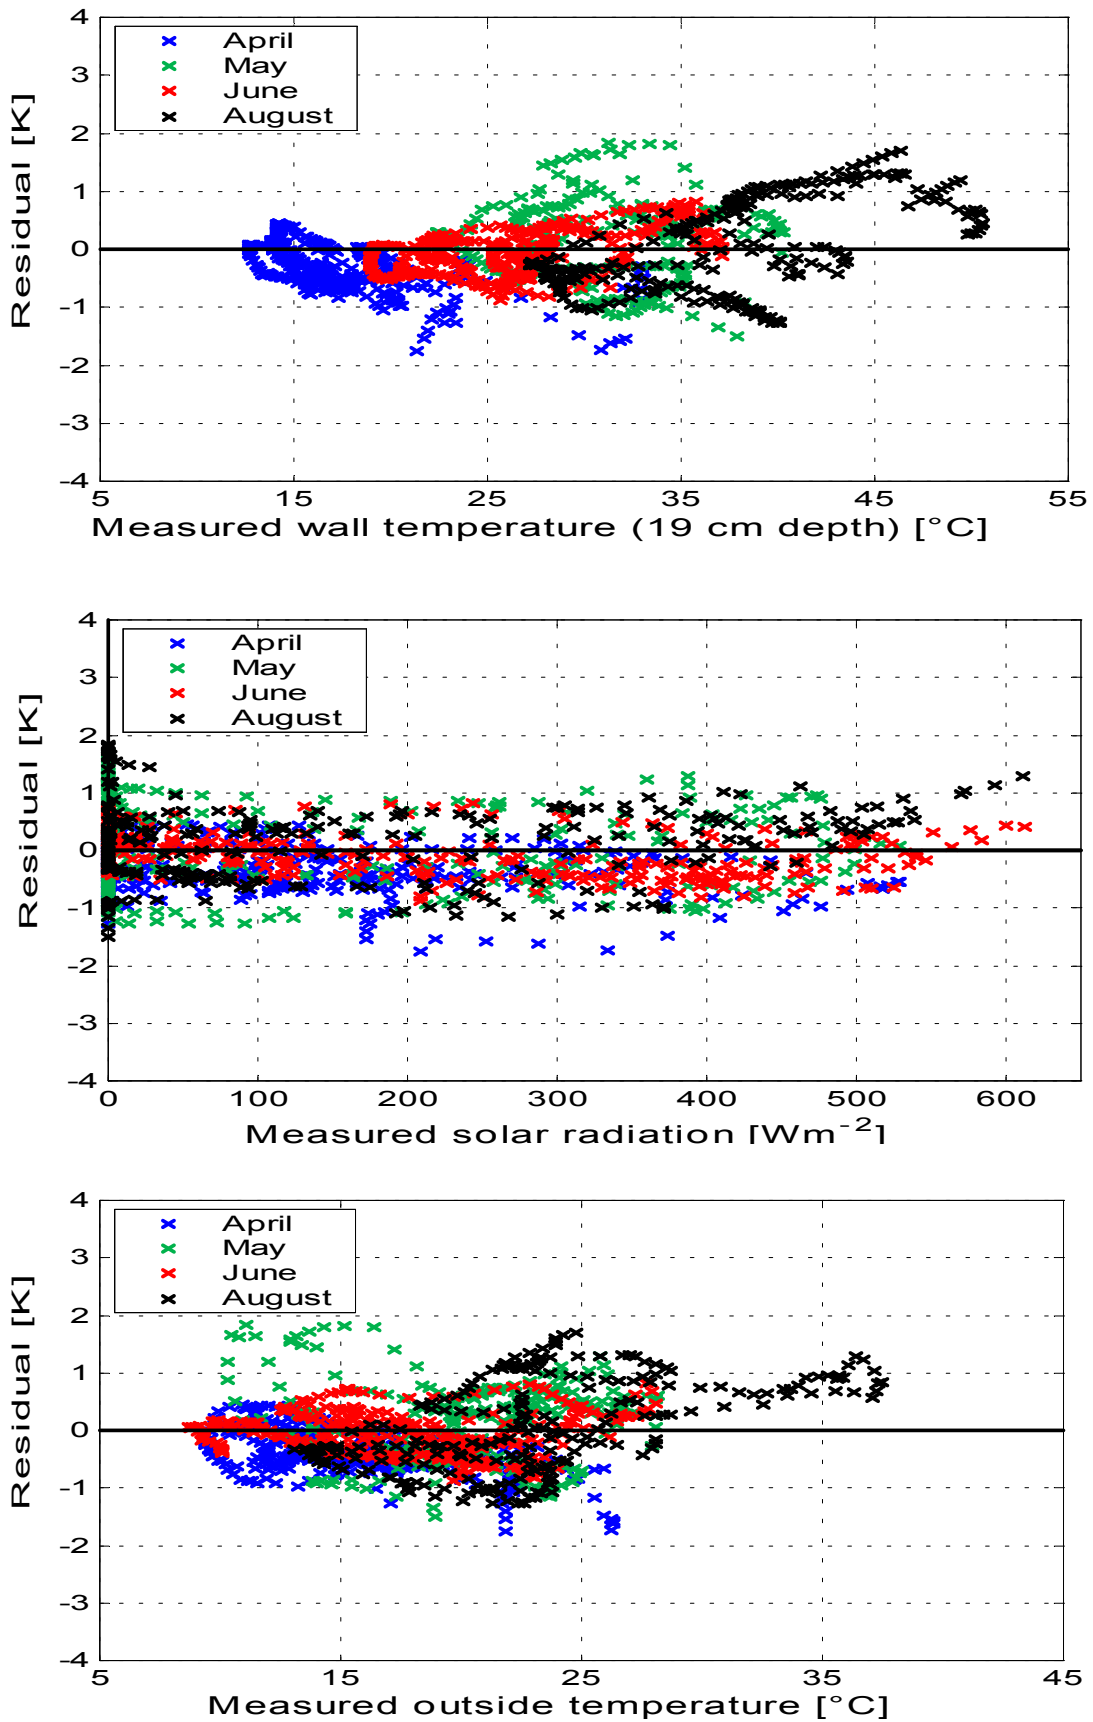 4
3
2
1
0
-1
-2
-3
-4
Residual [K]
April
May
June
August
5 15 25 35 45 55
Measured wall temperature (19 cm depth) [°C]
4
3
2
1
0
-1
-2
-3
-4
Residual [K]
April
May
June
August
0 100 200 300 400 500 600
Measured solar radiation [Wm⁻²]
4
3
2
1
0
-1
-2
-3
-4
Residual [K]
April
May
June
August
5 15 25 35 45
Measured outside temperature [°C]